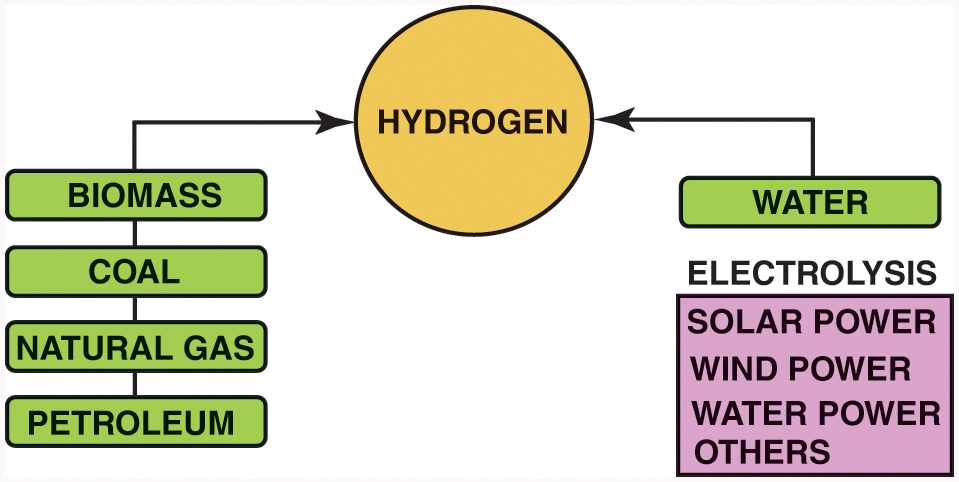 HYDROGEN
BIOMASS
COAL
NATURAL GAS
PETROLEUM
WATER
ELECTROLYSIS
SOLAR POWER
WIND POWER
WATER POWER
OTHERS